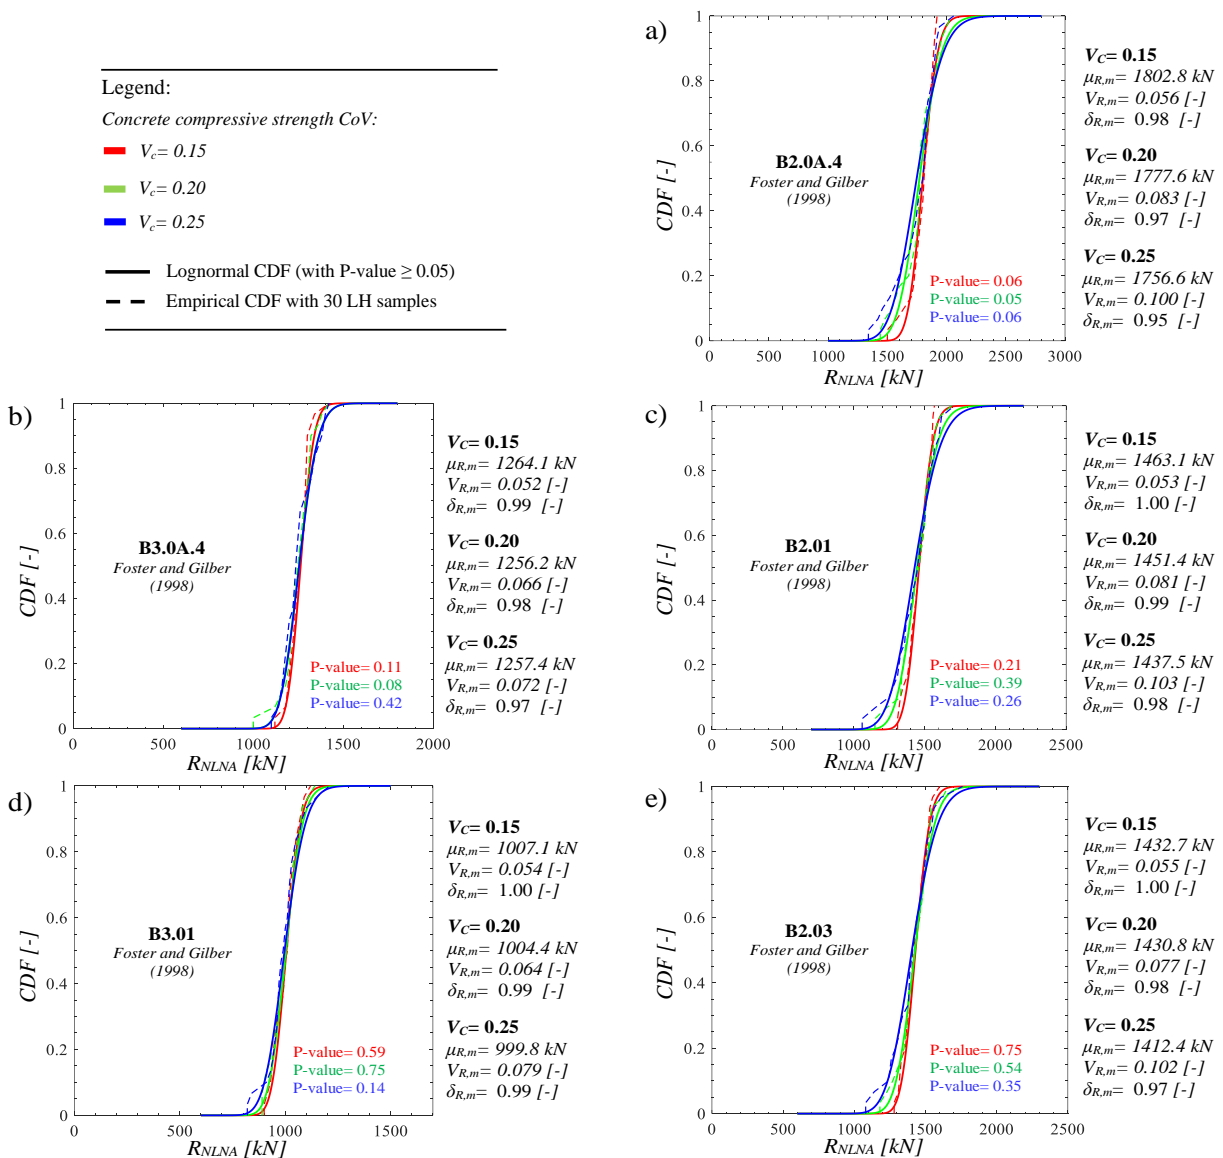 Legend:
Concrete compressive strength CoV:
V_c= 0.15
V_c= 0.20
V_c= 0.25
Lognormal CDF (with P-value ≥ 0.05)
Empirical CDF with 30 LH samples
a)
CDF [-]
1
0.8
0.6
0.4
0.2
0
B2.0A.4
Foster and Gilber
(1998)
P-value= 0.06
P-value= 0.05
P-value= 0.06
0 500 1000 1500 2000 2500 3000
R_NLNA [kN]
V_C= 0.15
μ_R,m= 1802.8 kN
V_R,m= 0.056 [-]
δ_R,m= 0.98 [-]
V_C= 0.20
μ_R,m= 1777.6 kN
V_R,m= 0.083 [-]
δ_R,m= 0.97 [-]
V_C= 0.25
μ_R,m= 1756.6 kN
V_R,m= 0.100 [-]
δ_R,m= 0.95 [-]
b)
CDF [-]
1
0.8
0.6
0.4
0.2
0
B3.0A.4
Foster and Gilber
(1998)
P-value= 0.11
P-value= 0.08
P-value= 0.42
0 500 1000 1500 2000
R_NLNA [kN]
V_C= 0.15
μ_R,m= 1264.1 kN
V_R,m= 0.052 [-]
δ_R,m= 0.99 [-]
V_C= 0.20
μ_R,m= 1256.2 kN
V_R,m= 0.066 [-]
δ_R,m= 0.98 [-]
V_C= 0.25
μ_R,m= 1257.4 kN
V_R,m= 0.072 [-]
δ_R,m= 0.97 [-]
c)
CDF [-]
1
0.8
0.6
0.4
0.2
0
B2.01
Foster and Gilber
(1998)
P-value= 0.21
P-value= 0.39
P-value= 0.26
0 500 1000 1500 2000 2500
R_NLNA [kN]
V_C= 0.15
μ_R,m= 1463.1 kN
V_R,m= 0.053 [-]
δ_R,m= 1.00 [-]
V_C= 0.20
μ_R,m= 1451.4 kN
V_R,m= 0.081 [-]
δ_R,m= 0.99 [-]
V_C= 0.25
μ_R,m= 1437.5 kN
V_R,m= 0.103 [-]
δ_R,m= 0.98 [-]
d)
CDF [-]
1
0.8
0.6
0.4
0.2
0
B3.01
Foster and Gilber
(1998)
P-value= 0.59
P-value= 0.75
P-value= 0.14
0 500 1000 1500
R_NLNA [kN]
V_C= 0.15
μ_R,m= 1007.1 kN
V_R,m= 0.054 [-]
δ_R,m= 1.00 [-]
V_C= 0.20
μ_R,m= 1004.4 kN
V_R,m= 0.064 [-]
δ_R,m= 0.99 [-]
V_C= 0.25
μ_R,m= 999.8 kN
V_R,m= 0.079 [-]
δ_R,m= 0.99 [-]
e)
CDF [-]
1
0.8
0.6
0.4
0.2
0
B2.03
Foster and Gilber
(1998)
P-value= 0.75
P-value= 0.54
P-value= 0.35
0 500 1000 1500 2000 2500
R_NLNA [kN]
V_C= 0.15
μ_R,m= 1432.7 kN
V_R,m= 0.055 [-]
δ_R,m= 1.00 [-]
V_C= 0.20
μ_R,m= 1430.8 kN
V_R,m= 0.077 [-]
δ_R,m= 0.98 [-]
V_C= 0.25
μ_R,m= 1412.4 kN
V_R,m= 0.102 [-]
δ_R,m= 0.97 [-]